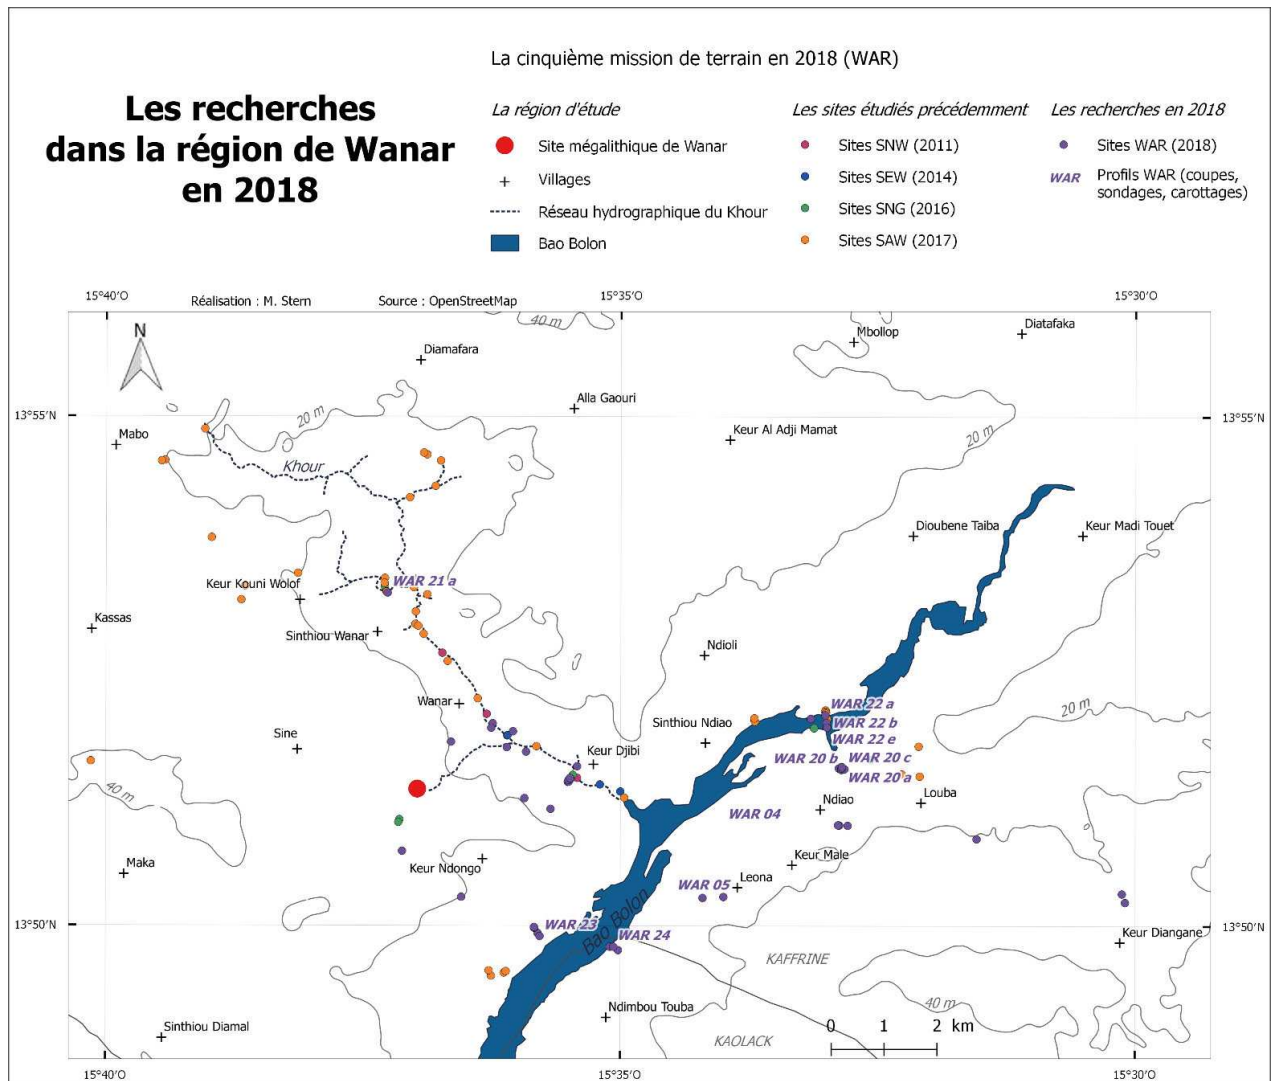 La cinquième mission de terrain en 2018 (WAR)
Les recherches
dans la région de Wanar
en 2018
La région d'étude
Site mégalithique de Wanar
Villages
Réseau hydrographique du Khour
Bao Bolon
Les sites étudiés précédemment
Sites SNW (2011)
Sites SEW (2014)
Sites SNG (2016)
Sites SAW (2017)
Les recherches en 2018
Sites WAR (2018)
WAR Profils WAR (coupes,
sondages, carottages)
15°40'O
Réalisation : M. Stern
Source : OpenStreetMap
15°35'O
15°30'O
N
40 m
Diamafara
Mbollop
Diatafaka
Alla Gaouri
20 m
13°55'N
13°55'N
Mabo
Keur Al Adji Mamat
20 m
Khour
Dioubene Taiba
Keur Madi Touet
Keur Kouni Wolof
WAR 21 a
Kassas
Sinthiou Wanar
Ndioli
Wanar
WAR 22 a
20 m
Sine
Sinthiou Ndiao
WAR 22 b
WAR 22 e
Keur Djibi
WAR 20 b
WAR 20 c
WAR 20 a
40 m
Ndiao
Louba
WAR 04
Maka
Keur Ndongo
Keur Male
WAR 05
Leona
13°50'N
WAR 23
Bao Bolon
WAR 24
13°50'N
Keur Diangane
KAFFRINE
40 m
Ndimbou Touba
Sinthiou Diamal
KAOLACK
0 1 2 km
15°40'O
15°35'O
15°30'O